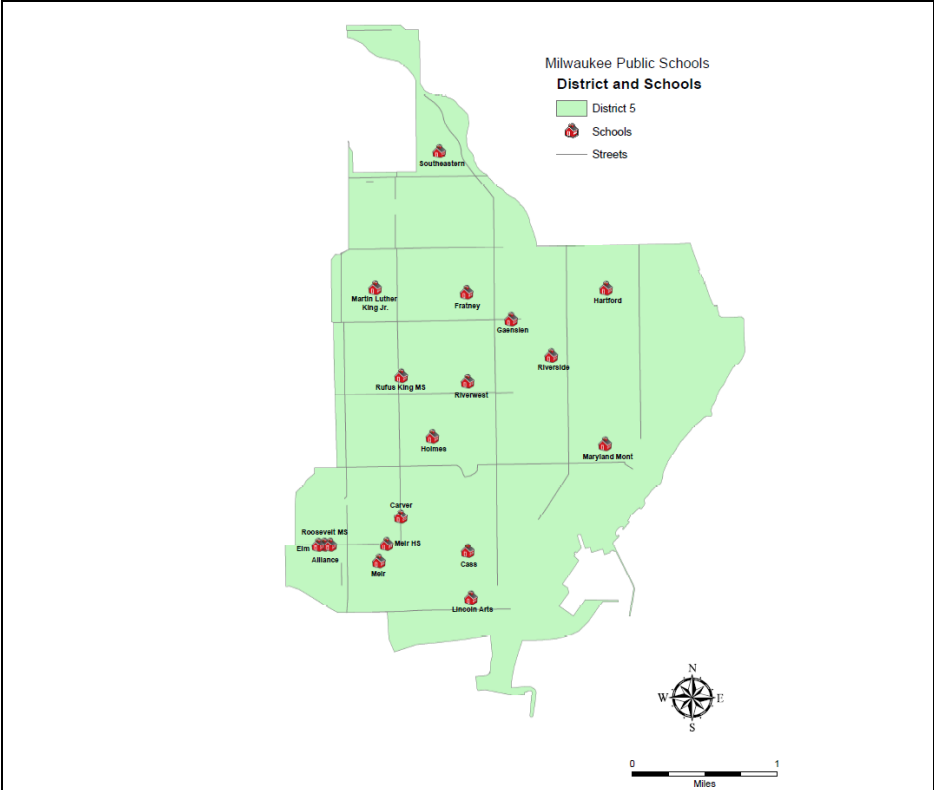 Milwaukee Public Schools
District and Schools
District 5
Schools
Streets
Southeastern
Martin Luther
King Jr.
Fratney
Hartford
Gaenslen
Riverside
Rufus King MS
Riverwest
Holmes
Maryland Mont
Carver
Roosevelt MS
Elm
Meir HS
Alliance
Cass
Meir
Lincoln Arts
N
W
E
S
0 1
Miles